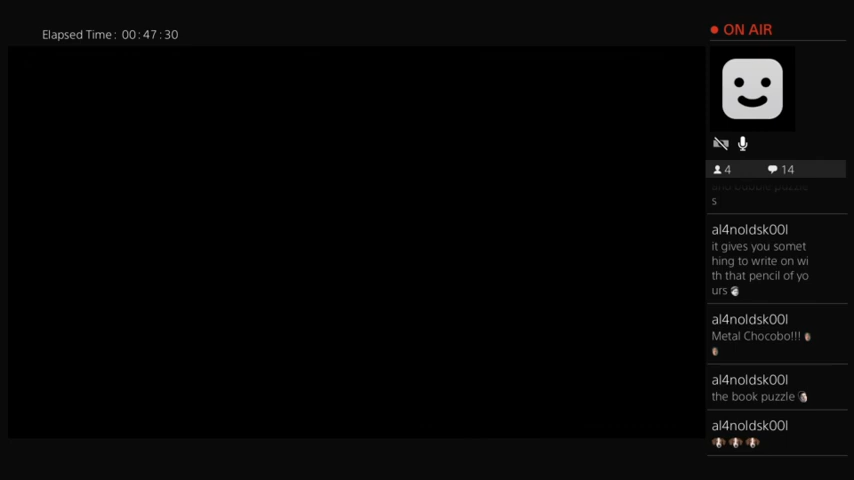 Elapsed Time: 00:47:30
ON AIR
4
14
s
al4noldsk00l
it gives you somet
hing to write on wi
th that pencil of yo
urs
al4noldsk00l
Metal Chocobo!!!
al4noldsk00l
the book puzzle
al4noldsk00l